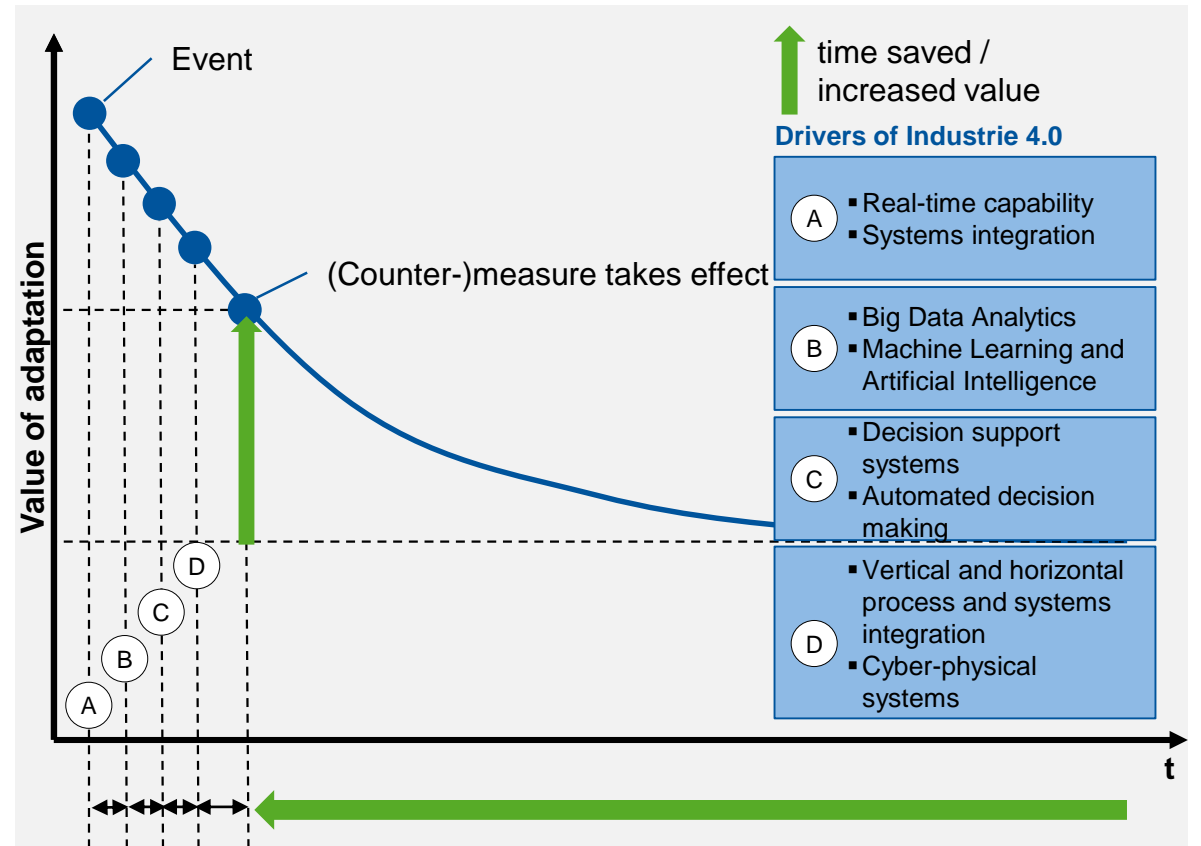 Event
time saved /
increased value
Drivers of Industrie 4.0
A
▪ Real-time capability
▪ Systems integration
(Counter-)measure takes effect
B
▪ Big Data Analytics
▪ Machine Learning and
Artificial Intelligence
C
▪ Decision support
systems
▪ Automated decision
making
D
▪ Vertical and horizontal
process and systems
integration
▪ Cyber-physical
systems
Value of adaptation
D
C
B
A
t